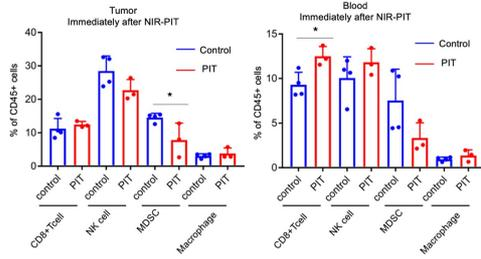 Tumor
Immediately after NIR-PIT
% of CD45+ cells
40
30
20
10
0
Control
PIT
*
control
PIT
control
PIT
control
PIT
control
PIT
CD8+Tcell
NK cell
MDSC
Macrophage
Blood
Immediately after NIR-PIT
% of CD45+ cells
15
10
5
0
*
Control
PIT
control
PIT
control
PIT
control
PIT
control
PIT
CD8+Tcell
NK cell
MDSC
Macrophage